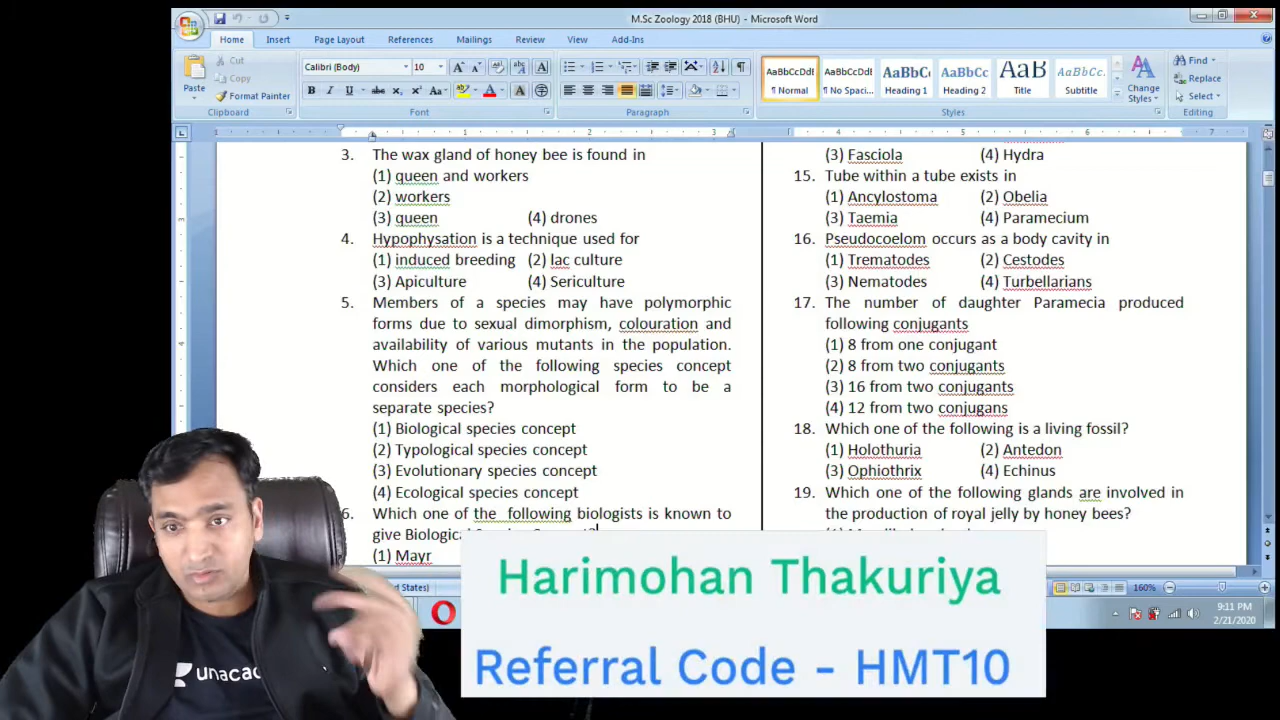 M.Sc Zoology 2018 (BHU) - Microsoft Word
Home Insert Page Layout References Mailings Review View Add-Ins
Cut
Copy
Format Painter
Paste
Clipboard
Calibri (Body) 10
Font
Paragraph
AaBbCcDdI AaBbCcDdI AaBbC AaBbCc AaB AaBbCc.
¶ Normal ¶ No Spaci... Heading 1 Heading 2 Title Subtitle
Change Styles
Styles
Find
Replace
Select
Editing
3. The wax gland of honey bee is found in
(1) queen and workers
(2) workers
(3) queen (4) drones
4. Hypophysation is a technique used for
(1) induced breeding (2) lac culture
(3) Apiculture (4) Sericulture
5. Members of a species may have polymorphic
forms due to sexual dimorphism, colouration and
availability of various mutants in the population.
Which one of the following species concept
considers each morphological form to be a
separate species?
(1) Biological species concept
(2) Typological species concept
(3) Evolutionary species concept
(4) Ecological species concept
6. Which one of the following biologists is known to
give Biological
(1) Mayr
(3) Fasciola (4) Hydra
15. Tube within a tube exists in
(1) Ancylostoma (2) Obelia
(3) Taemia (4) Paramecium
16. Pseudocoelom occurs as a body cavity in
(1) Trematodes (2) Cestodes
(3) Nematodes (4) Turbellarians
17. The number of daughter Paramecia produced
following conjugants
(1) 8 from one conjugant
(2) 8 from two conjugants
(3) 16 from two conjugants
(4) 12 from two conjugans
18. Which one of the following is a living fossil?
(1) Holothuria (2) Antedon
(3) Ophiothrix (4) Echinus
19. Which one of the following glands are involved in
the production of royal jelly by honey bees?
States)
160%
9:11 PM
2/21/2020
unacad
Harimohan Thakuriya
Referral Code - HMT10